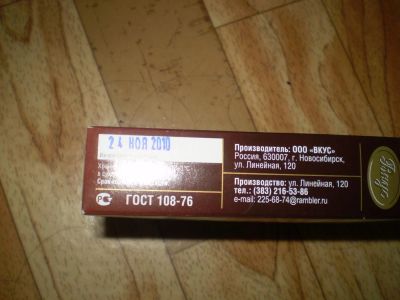 24 НОЯ 2010
ГОСТ 108-76
Производитель: ООО «ВКУС»
Россия, 630007, г. Новосибирск,
ул. Линейная, 120
Производство: ул. Линейная, 120
тел.: (383) 216-53-86
e-mail: 225-68-74@rambler.ru
Вкус